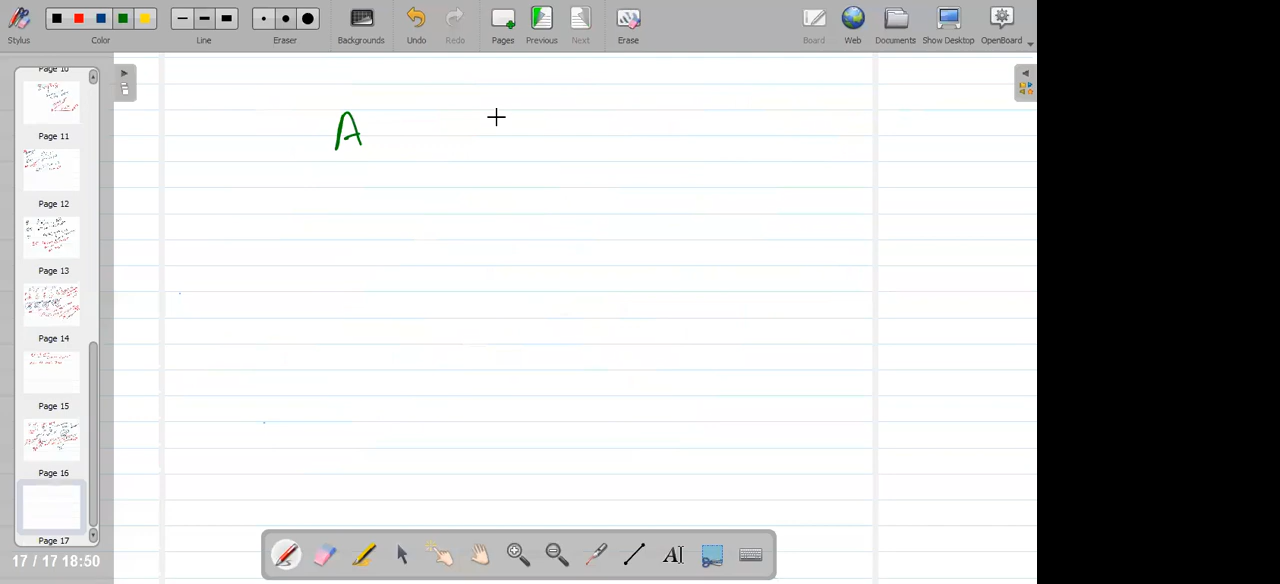 Stylus Color Line Eraser Backgrounds Undo Redo Pages Previous Next Erase Board Web Documents Show Desktop OpenBoard
Page 10
A
Page 11
Page 12
Page 13
Page 14
Page 15
Page 16
Page 17
17 / 17 18:50